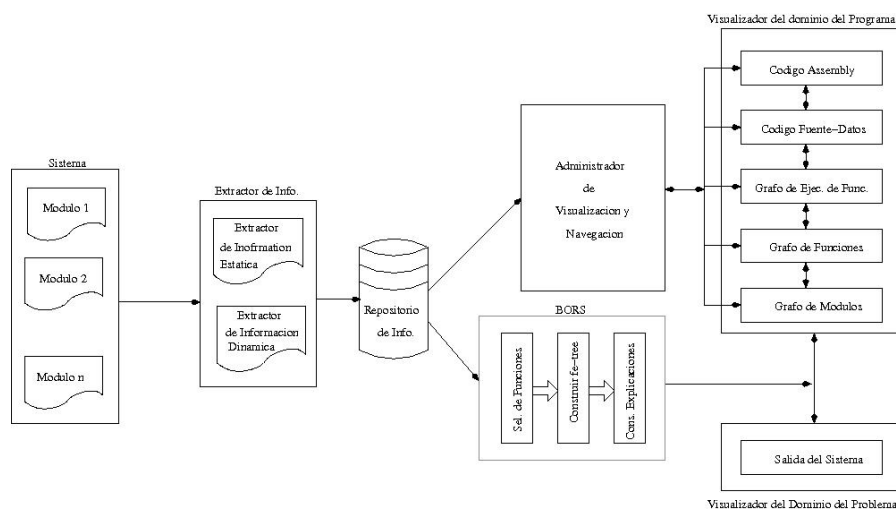 Visualizador del dominio del Programa
Codigo Assembly
Codigo Fuente-Datos
Grafo de Ejec. de Func.
Grafo de Funciones
Grafo de Modulos
Administrador
de
Visualizacion y
Navegacion
Sistema
Modulo 1
Modulo 2
Modulo n
Extractor de Info.
Extractor
de Inofrmation
Estatica
Extractor
de Informacion
Dinamica
Repositorio
de Info.
BORS
Sel. de Funciones
Construir fe-tree
Cons. Explicaciones
Salida del Sistema
Visualizador del Dominio del Problema